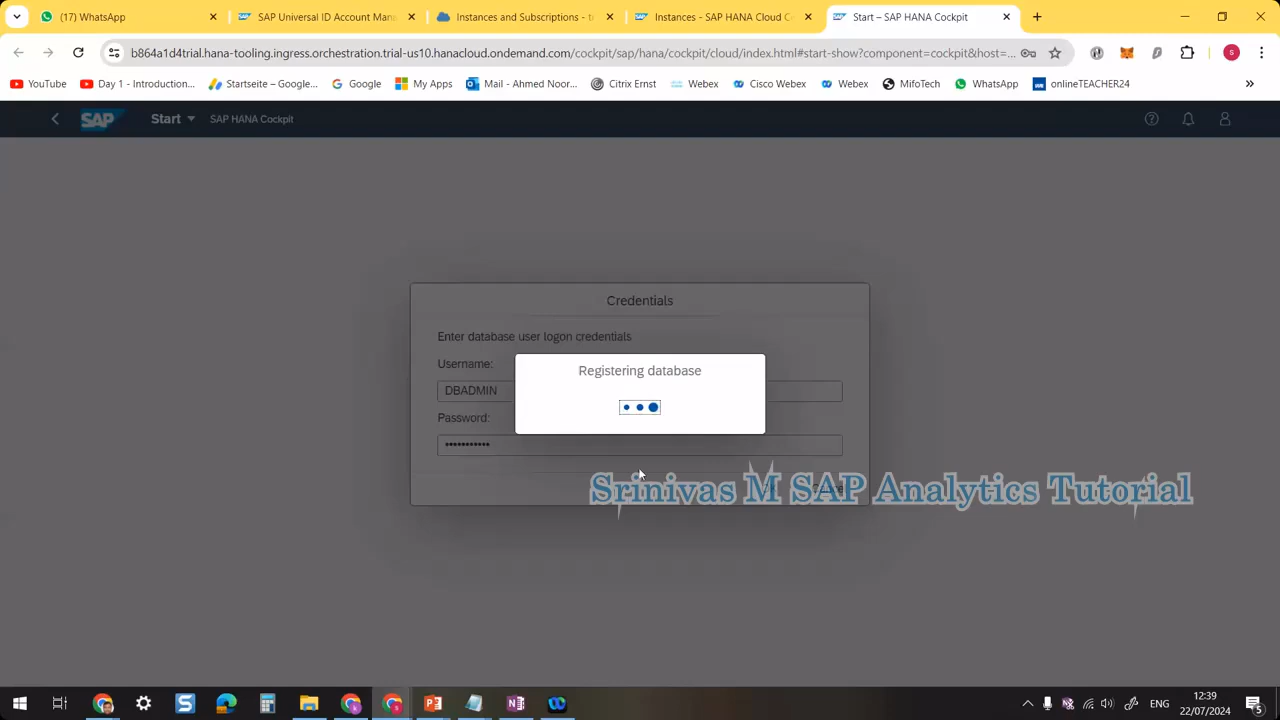 (17) WhatsApp
SAP Universal ID Account Man
Instances and Subscriptions - tr
Instances - SAP HANA Cloud C
Start – SAP HANA Cockpit
b864a1d4trial.hana-tooling.ingress.orchestration.trial-us10.hanacloud.ondemand.com/cockpit/sap/hana/cockpit/cloud/index.html#start-show?component=cockpit&host=...
S
YouTube
Day 1 - Introduction...
Startseite – Google...
Google
My Apps
Mail - Ahmed Noor...
Citrix Ernst
Webex
Cisco Webex
Webex
MifoTech
WhatsApp
onlineTEACHER24
SAP
Start
SAP HANA Cockpit
Credentials
Enter database user logon credentials
Username:
DBADMIN
Registering database
Password:
•••••••••••
Srinivas M SAP Analytics Tutorial
ENG
12:39
22/07/2024
5